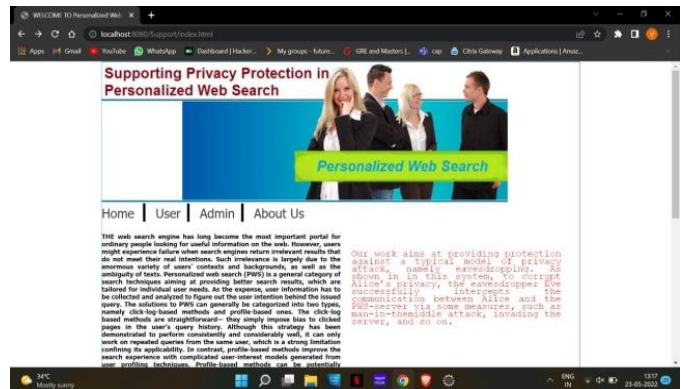 WELCOME TO Personalized Web
localhost:8080/Support/index.html
Apps Gmail YouTube WhatsApp Dashboard | Hacker... My groups - future... GRE and Masters |... cap Citrix Gateway Applications | Amaz...
Supporting Privacy Protection in
Personalized Web Search
Personalized Web Search
Home User Admin About Us
THE web search engine has long become the most important portal for
ordinary people looking for useful information on the web. However, users
might experience failure when search engines return irrelevant results that
do not meet their real intentions. Such irrelevance is largely due to the
enormous variety of users' contexts and backgrounds, as well as the
ambiguity of texts. Personalized web search (PWS) is a general category of
search techniques aiming at providing better search results, which are
tailored for individual user needs. As the expense, user information has to
be collected and analyzed to figure out the user intention behind the issued
query. The solutions to PWS can generally be categorized into two types,
namely click-log-based methods and profile-based ones. The click-log
based methods are straightforward— they simply impose bias to clicked
pages in the user's query history. Although this strategy has been
demonstrated to perform consistently and considerably well, it can only
work on repeated queries from the same user, which is a strong limitation
confining its applicability. In contrast, profile-based methods improve the
search experience with complicated user-interest models generated from
user profiling techniques. Profile-based methods can be potentially
Our work aims at providing protection
against a typical model of privacy
attack, namely eavesdropping. As
shown in in this system, to corrupt
Alice's privacy, the eavesdropper Eve
successfully intercepts the
communication between Alice and the
PWS-server via some measures, such as
man-in-themiddle attack, invading the
server, and so on.
34°C
Mostly sunny
ENG
IN
13:17
23-05-2022